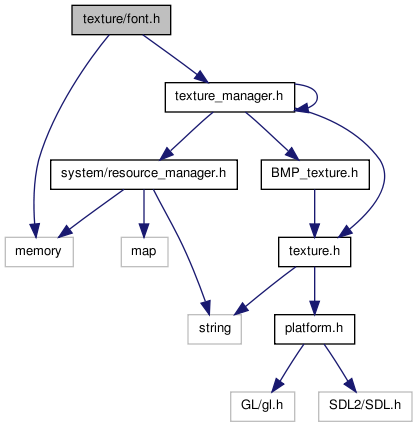 texture/font.h
texture_manager.h
system/resource_manager.h
BMP_texture.h
memory
map
texture.h
string
platform.h
GL/gl.h
SDL2/SDL.h